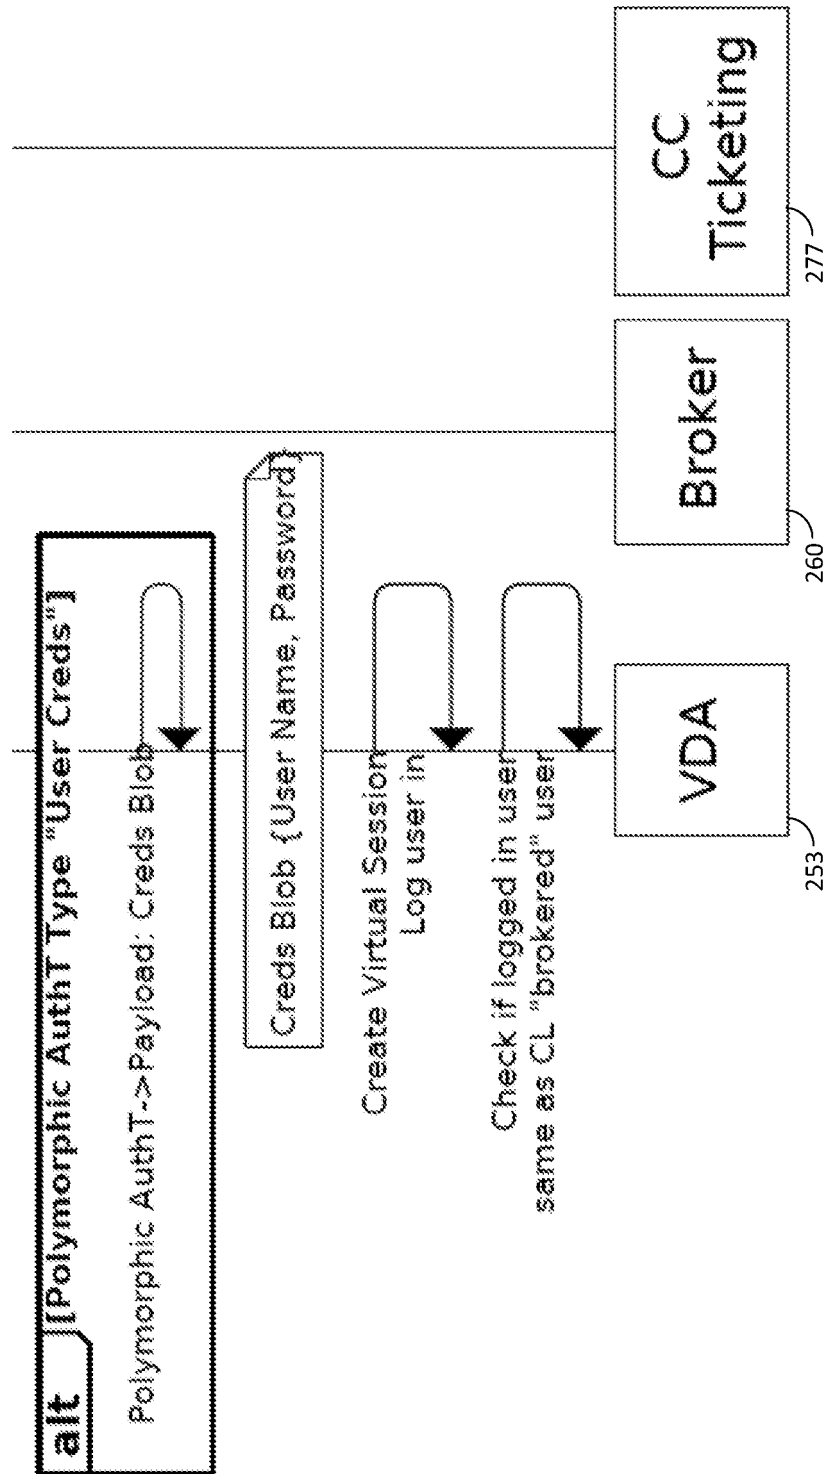 alt
[Polymorphic AuthT Type "User Creds"]
Polymorphic AuthT->Payload: Creds Blob
Creds Blob {User Name, Password}
Create Virtual Session
Log user in
Check if logged in user
same as CL "brokered" user
VDA
253
Broker
260
CC
Ticketing
277